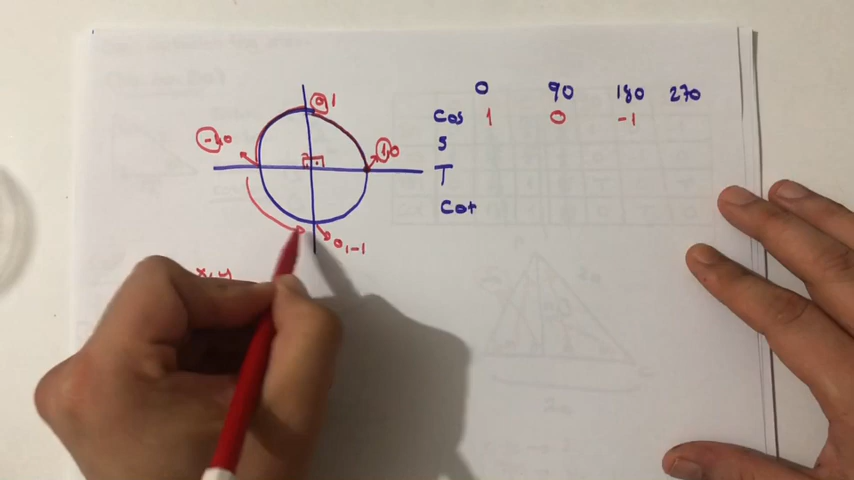 0 90 180 270
Cos 1 0 -1
S
T
Cot
0 1
-1,0
1,0
0,-1
x,y